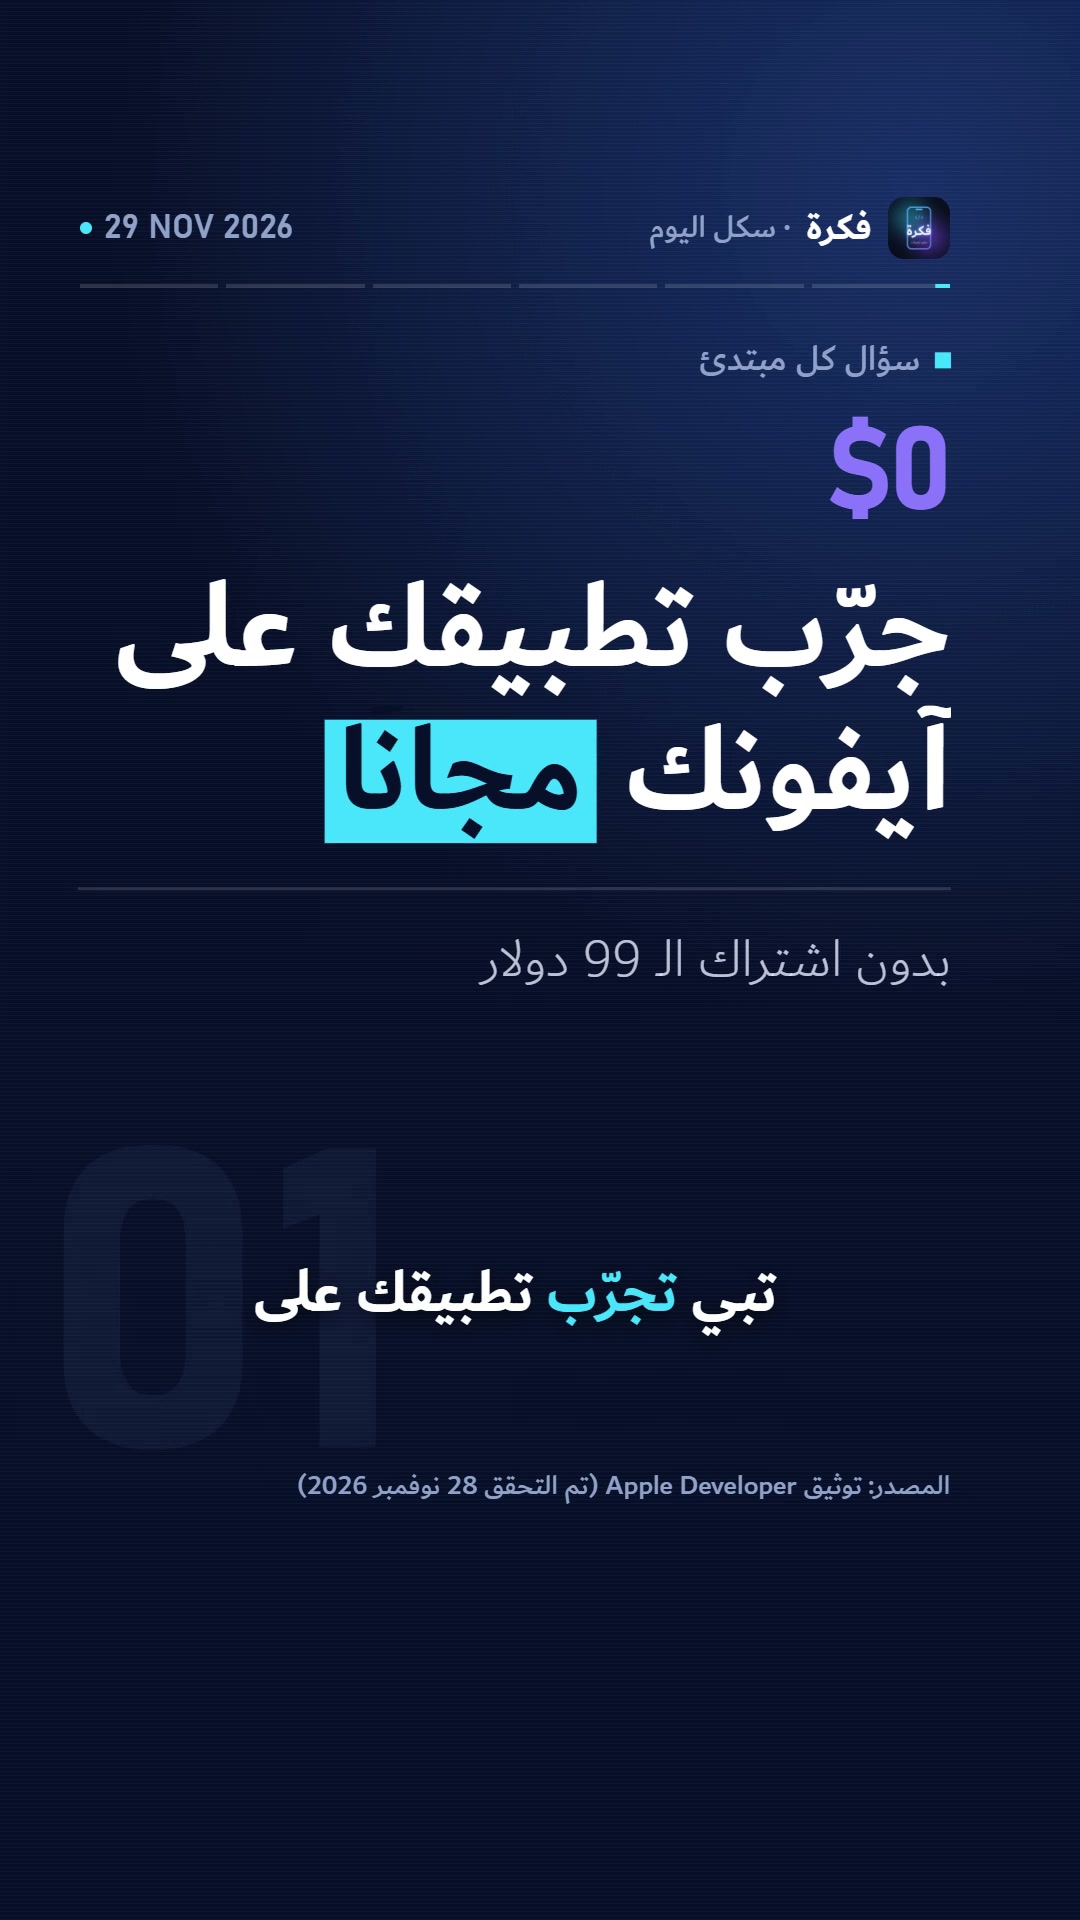 فكرة · سكل اليوم
29 NOV 2026
سؤال كل مبتدئ
$0
جرّب تطبيقك على
آيفونك مجانًا
بدون اشتراك الـ 99 دولار
01
تبي تجرّب تطبيقك على
المصدر: توثيق Apple Developer (تم التحقق 28 نوفمبر 2026)